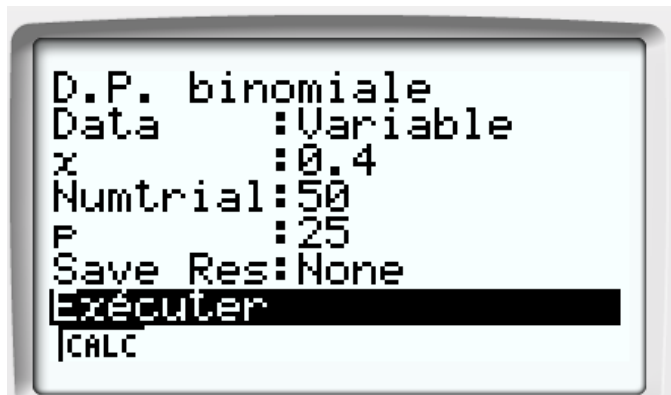 D.P. binomiale
Data :Variable
x :0.4
Numtrial:50
p :25
Save Res:None
Exécuter
CALC